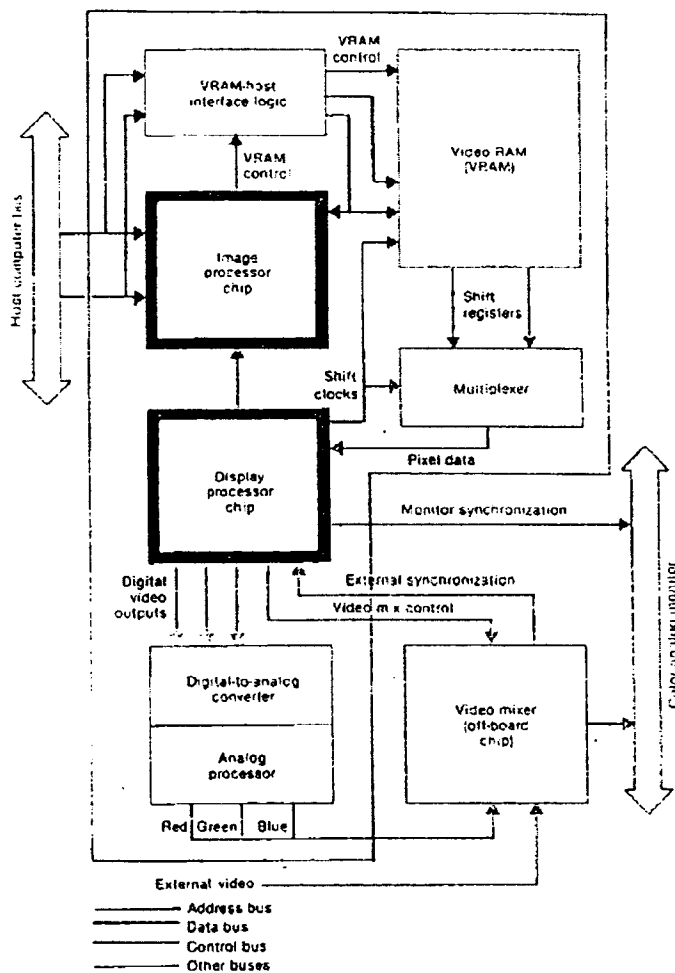 VRAM
control
VRAM-host
interface logic
VRAM
control
Video RAM
(VRAM)
Host computer bus
Image
processor
chip
Shift
registers
Shift
clocks
Multiplexer
Pixel data
Display
processor
chip
Monitor synchronization
Digital
video
outputs
External synchronization
Video mix control
Color analog monitor
Digital-to-analog
converter
Video mixer
(off-board
chip)
Analog
processor
Red Green Blue
External video
Address bus
Data bus
Control bus
Other buses